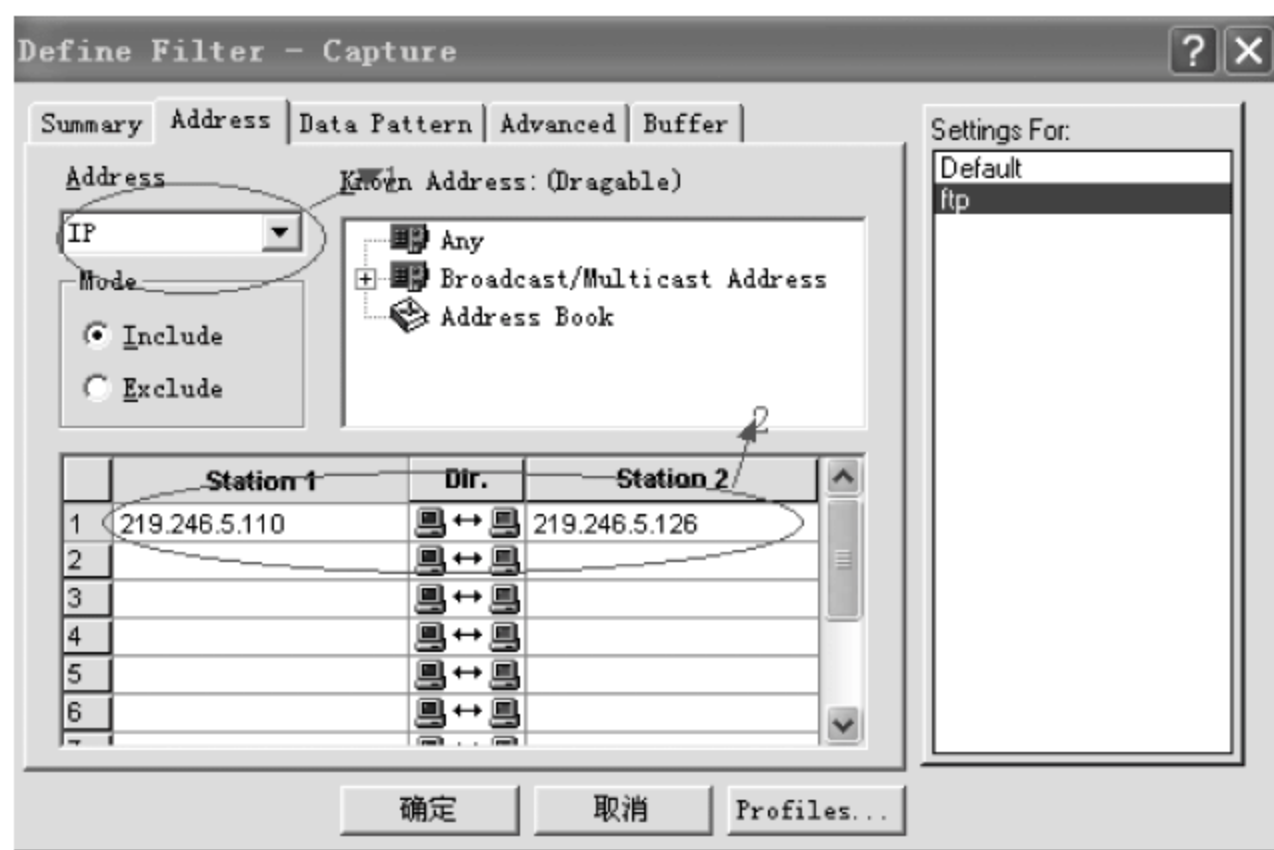 Define Filter - Capture
Summary Address Data Pattern Advanced Buffer
Address
1
Known Address:(Dragable)
IP
Any
Broadcast/Multicast Address
Address Book
Mode
Include
Exclude
2
Station 1 Dir. Station 2
1 219.246.5.110 219.246.5.126
2
3
4
5
6
确定 取消 Profiles...
Settings For:
Default
ftp